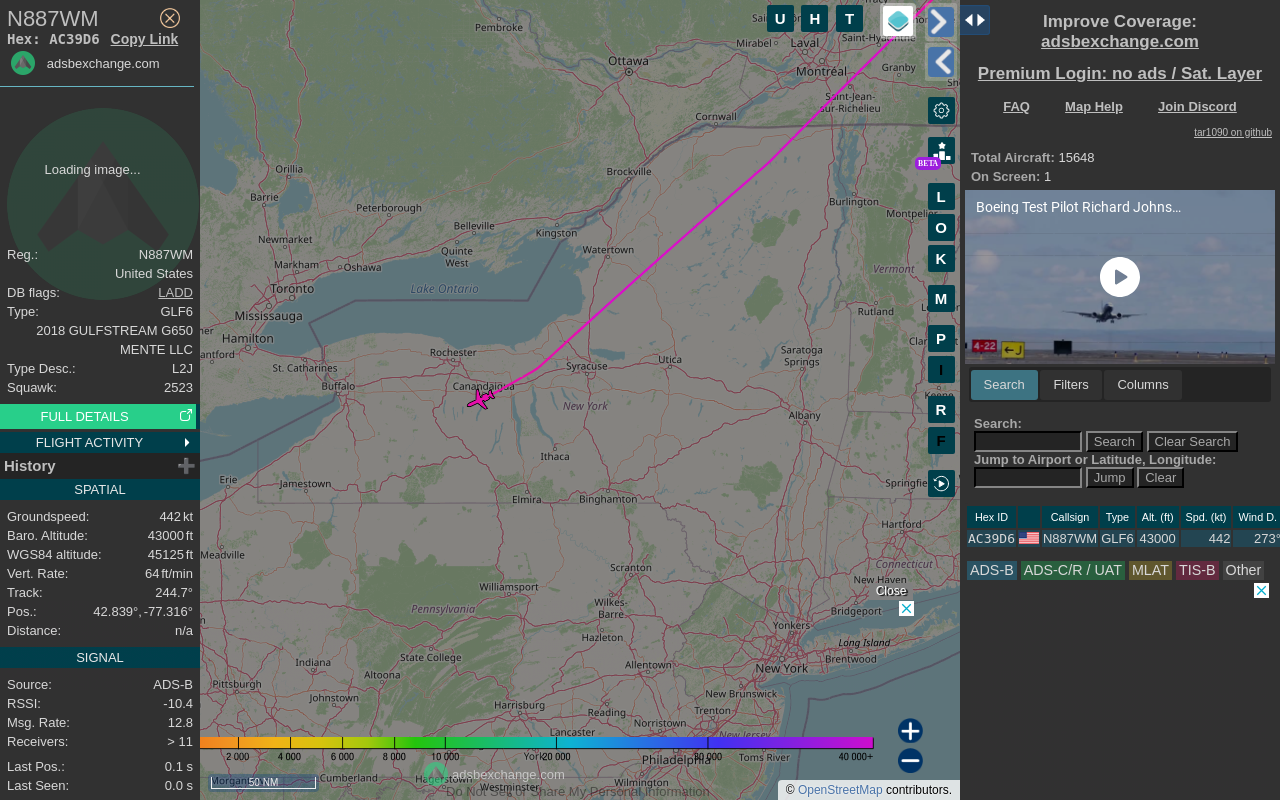 N887WM
Hex: AC39D6 Copy Link
adsbexchange.com
Loading image...
Reg.: N887WM
United States
DB flags: LADD
Type: GLF6
2018 GULFSTREAM G650
MENTE LLC
Type Desc.: L2J
Squawk: 2523
FULL DETAILS
FLIGHT ACTIVITY
History
SPATIAL
Groundspeed: 442 kt
Baro. Altitude: 43000 ft
WGS84 altitude: 45125 ft
Vert. Rate: 64 ft/min
Track: 244.7°
Pos.: 42.839°, -77.316°
Distance: n/a
SIGNAL
Source: ADS-B
RSSI: -10.4
Msg. Rate: 12.8
Receivers: > 11
Last Pos.: 0.1 s
Last Seen: 0.0 s
U H T
BETA
L
O
K
M
P
I
R
F
Pembroke
Ottawa
Mirabel
Laval
Saint-Hyacinthe
Montréal
Granby
Saint-Jean-
sur-Richelieu
Cornwall
Orillia
Brockville
Barrie
Peterborough
Burlington
Montpelier
Newmarket
Belleville
Kingston
Quinte
West
Watertown
Markham
Oshawa
Vermont
Toronto
Lake Ontario
Mississauga
Rutland
Hamilton
Rochester
Saratoga
Springs
St. Catharines
Syracuse
Utica
Buffalo
Canandaigua
New York
Albany
Ithaca
Erie
Jamestown
Elmira
Binghamton
Hartford
Meadville
Scranton
Connecticut
New Haven
Williamsport
Close
Wilkes-
Barre
Bridgeport
Pennsylvania
Yonkers
Hazleton
Long Island
Indiana
State College
Allentown
Brentwood
New York
Altoona
Pittsburgh
New Brunswick
Johnstown
Harrisburg
Reading
Trenton
Norristown
Lancaster
New Jersey
2 000 4 000 6 000 8 000 10 000 20 000 40 000+
Philadelphia
Toms River
Cumberland
Hagerstown
Westminster
Wilmington
50 NM
adsbexchange.com
Do Not Sell or Share My Personal Information
© OpenStreetMap contributors.
Improve Coverage:
adsbexchange.com
Premium Login: no ads / Sat. Layer
FAQ Map Help Join Discord
tar1090 on github
Total Aircraft: 15648
On Screen: 1
Boeing Test Pilot Richard Johns...
4-22
J
Search Filters Columns
Search:
Search Clear Search
Jump to Airport or Latitude, Longitude:
Jump Clear
Hex ID Callsign Type Alt. (ft) Spd. (kt) Wind D.
AC39D6 N887WM GLF6 43000 442 273°
ADS-B ADS-C/R / UAT MLAT TIS-B Other